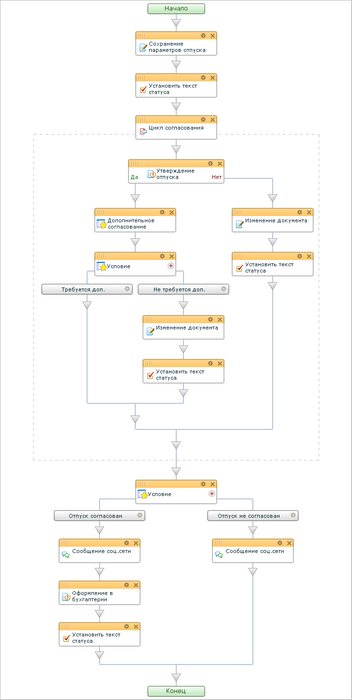 Начало
Сохранение
параметров отпуска
Установить текст
статуса
Цикл согласования
Утверждение
отпуска
Да
Нет
Дополнительное
согласование
Изменение документа
Условие
Установить текст
статуса
Требуется доп.
Не требуется доп.
Изменение документа
Установить текст
статуса
Условие
Отпуск согласован
Отпуск не согласован
Сообщение соц.сети
Сообщение соц.сети
Оформление в
бухгалтерии
Установить текст
статуса
Конец